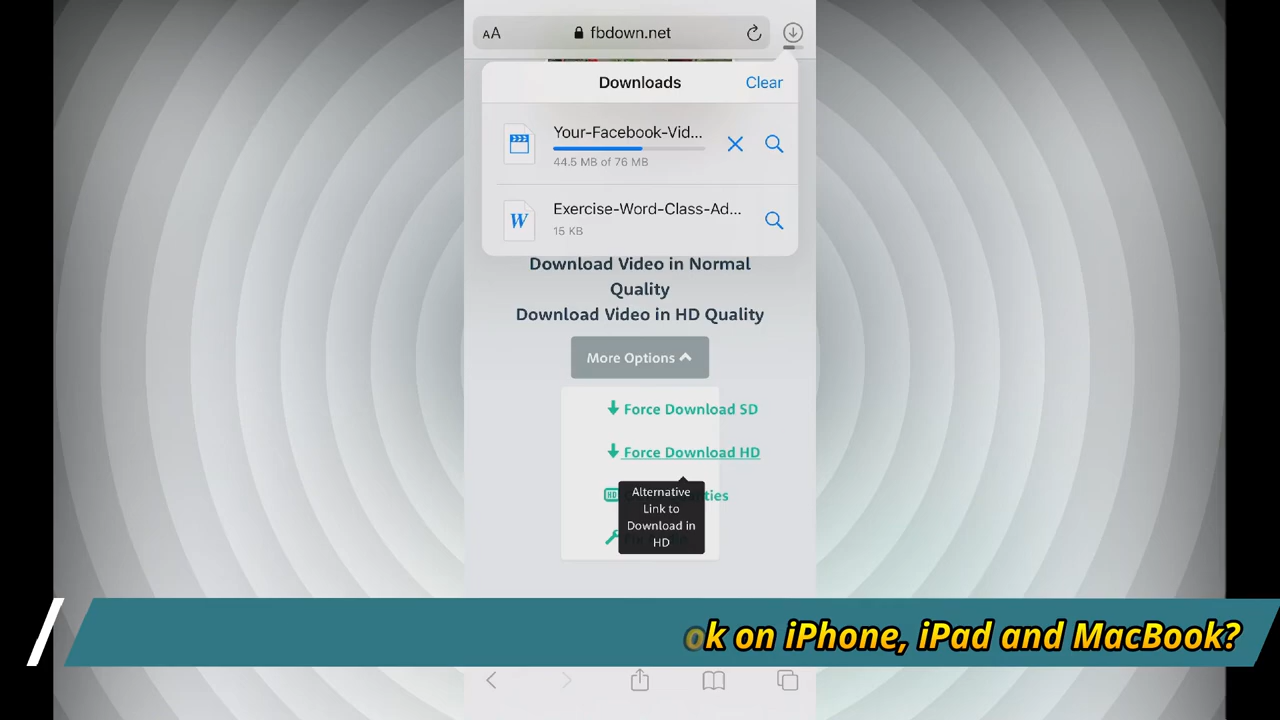 AA fbdown.net
Downloads Clear
Your-Facebook-Vid...
44.5 MB of 76 MB
W Exercise-Word-Class-Ad...
15 KB
Download Video in Normal
Quality
Download Video in HD Quality
More Options
Force Download SD
Force Download HD
HD ties
Alternative
Link to
Download in
HD
ok on iPhone, iPad and MacBook?